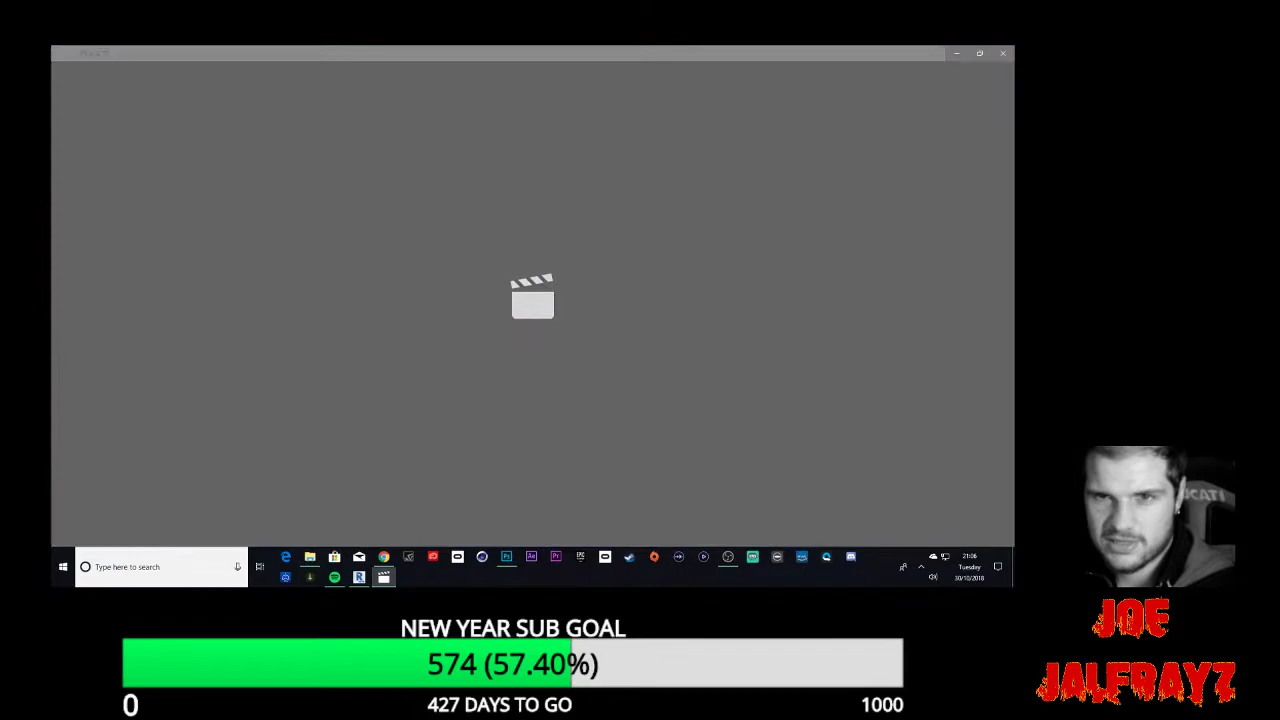 Type here to search
21:06
Tuesday
30/10/2018
NEW YEAR SUB GOAL
574 (57.40%)
0
427 DAYS TO GO
1000
UCATI
JOE
JALFRAYZ